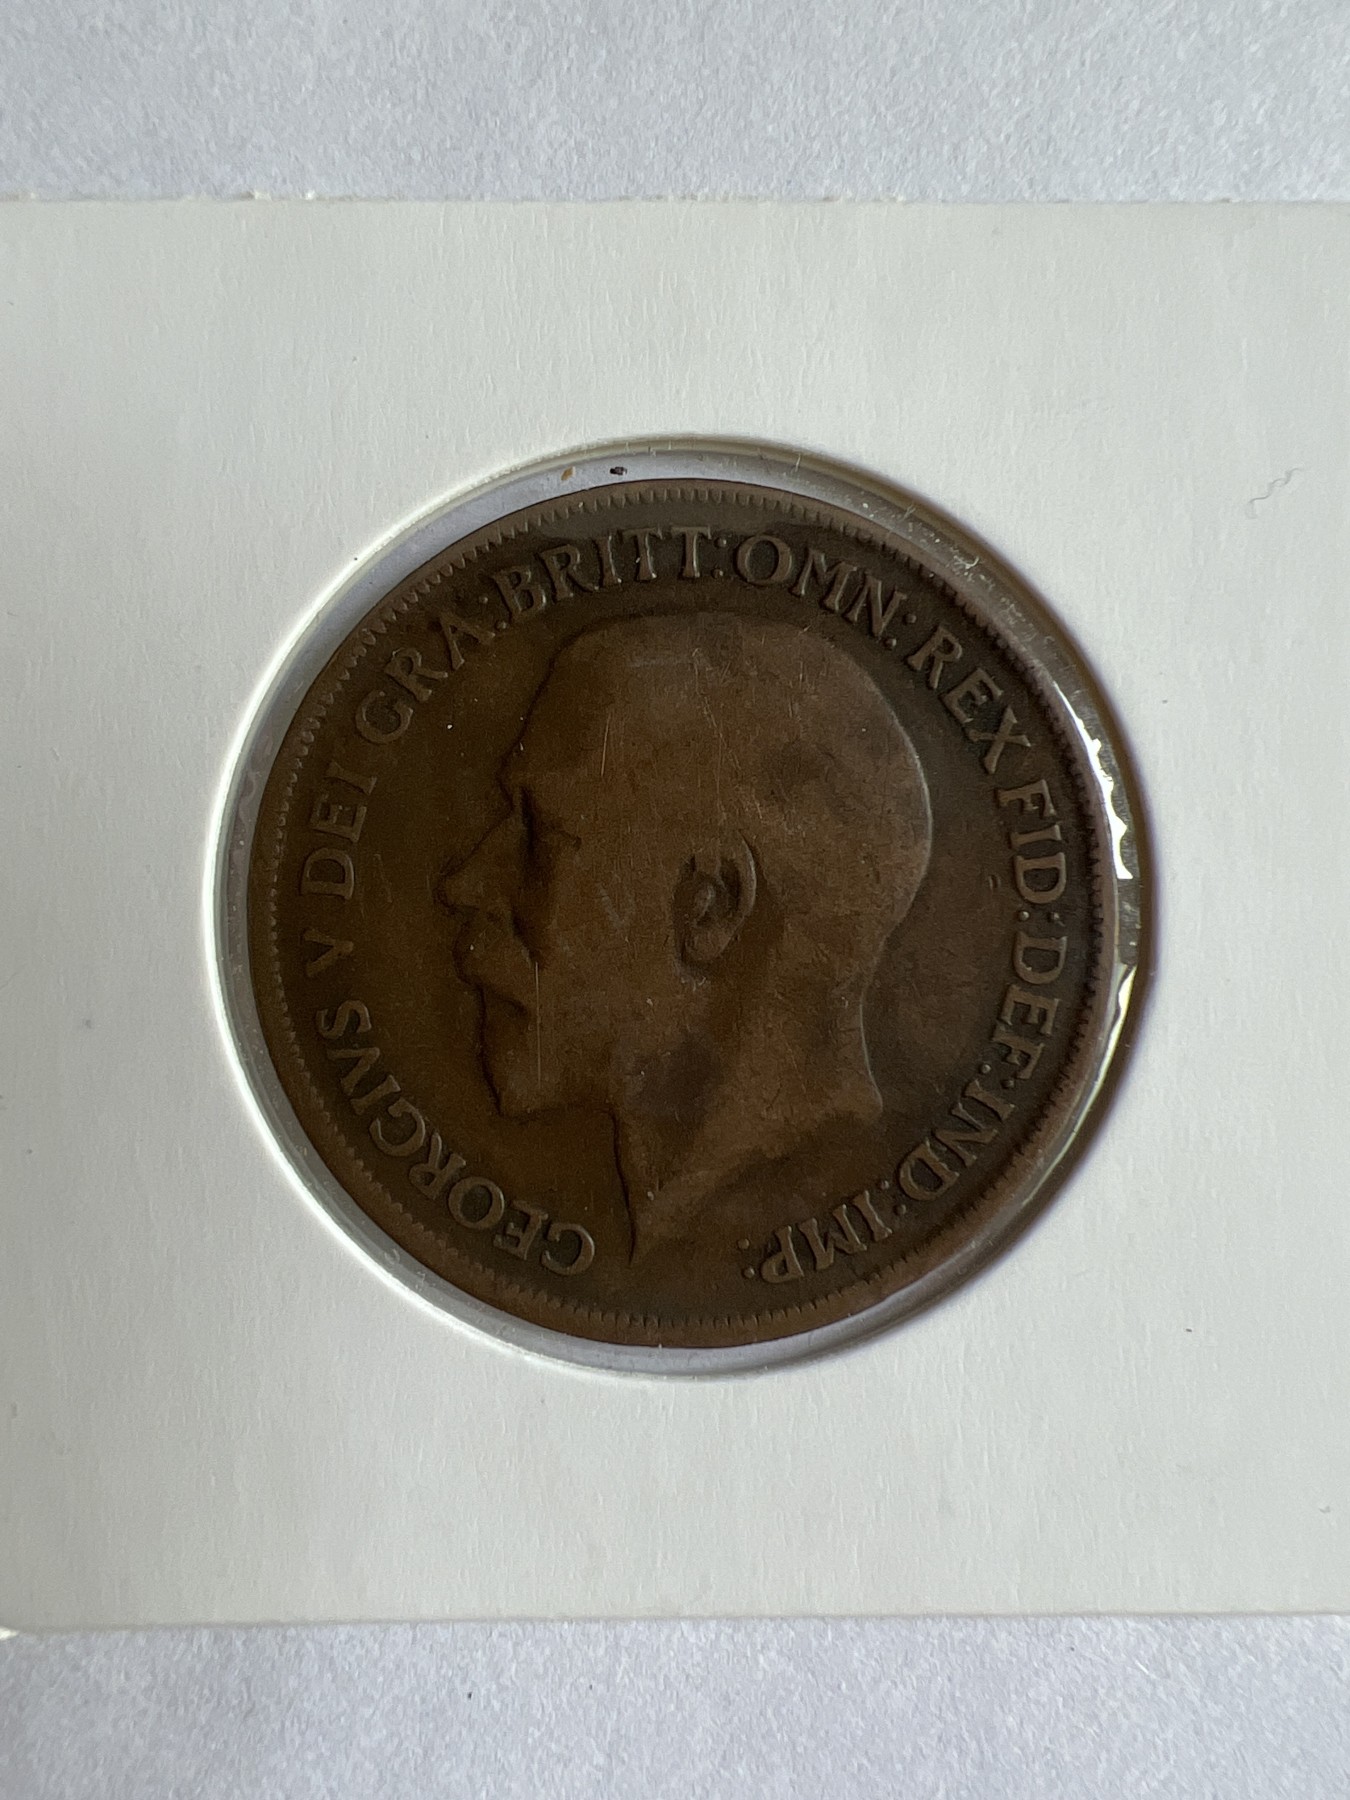 GEORGIVS V DEI GRA:BRITT:OMN:REX FID:DEF:IND:IMP: